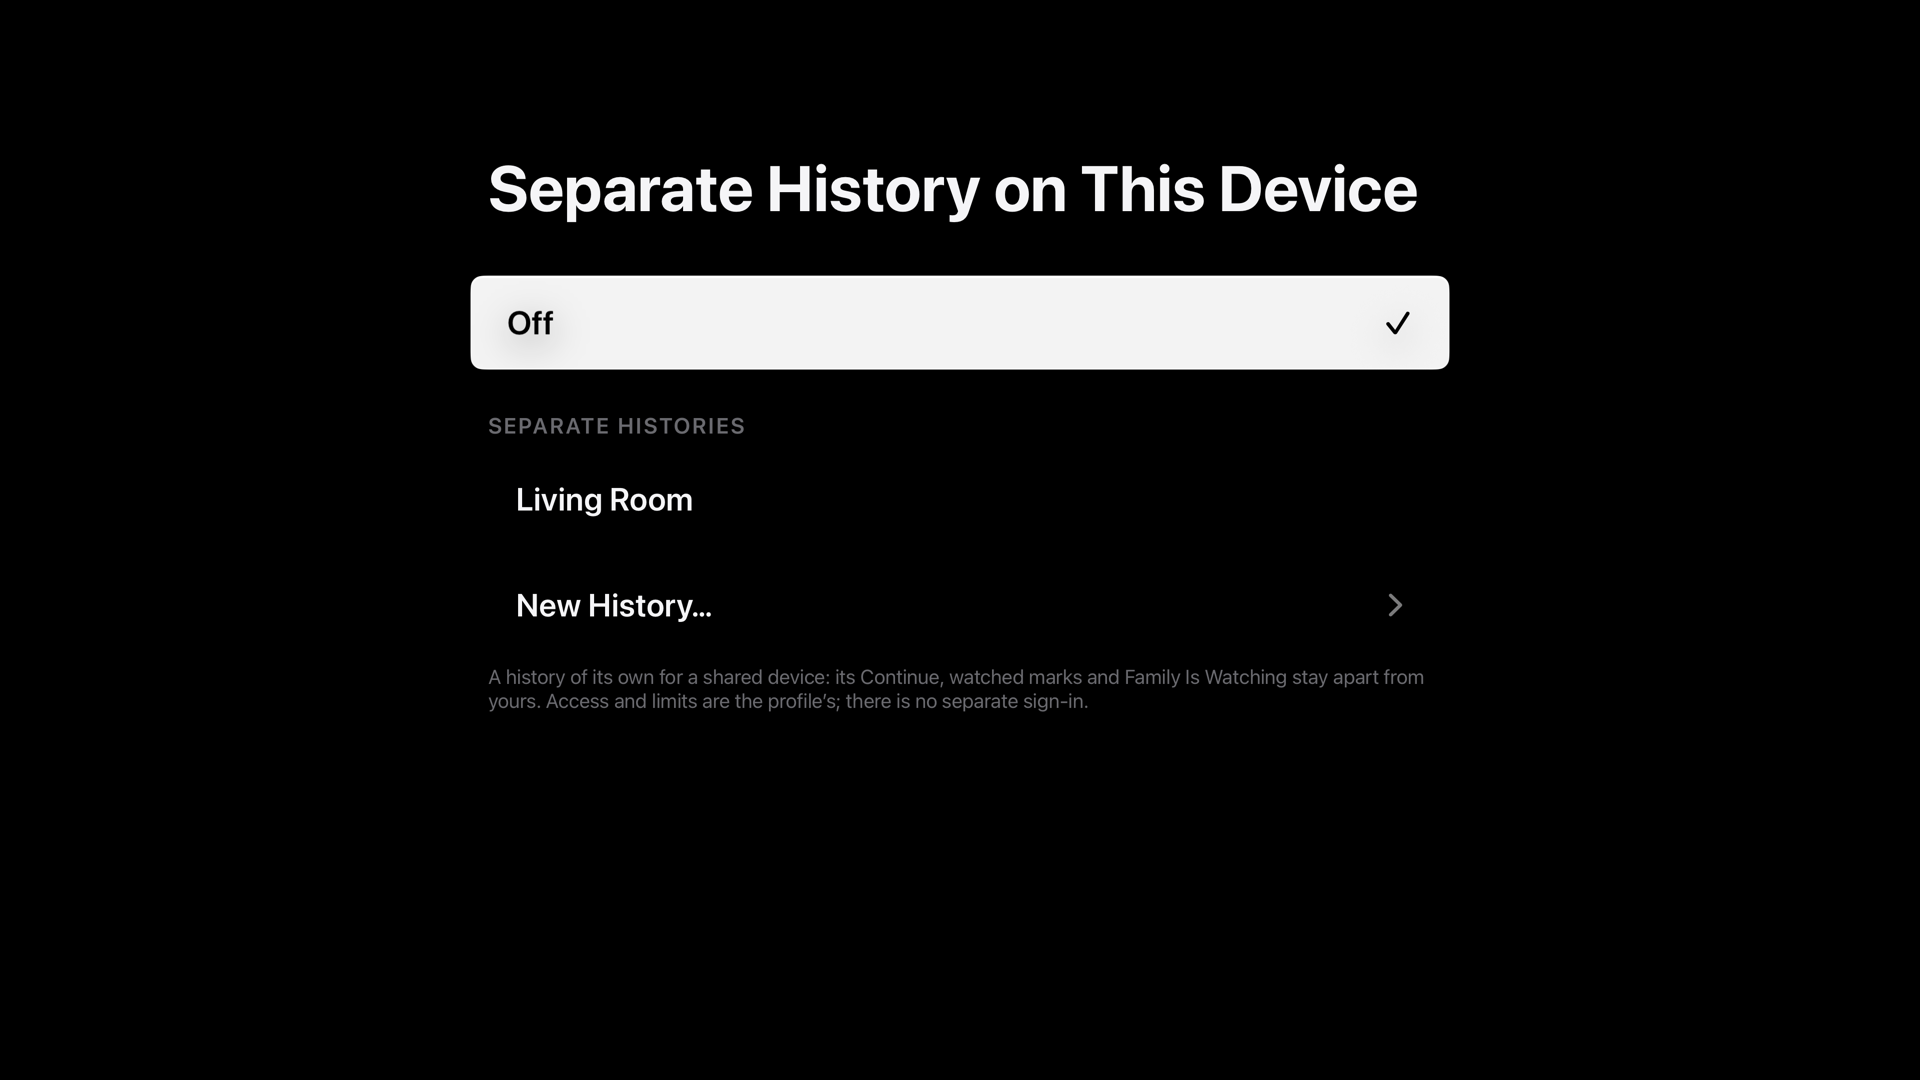 Separate History on This Device
Off
SEPARATE HISTORIES
Living Room
New History...
A history of its own for a shared device: its Continue, watched marks and Family Is Watching stay apart from
yours. Access and limits are the profile’s; there is no separate sign-in.